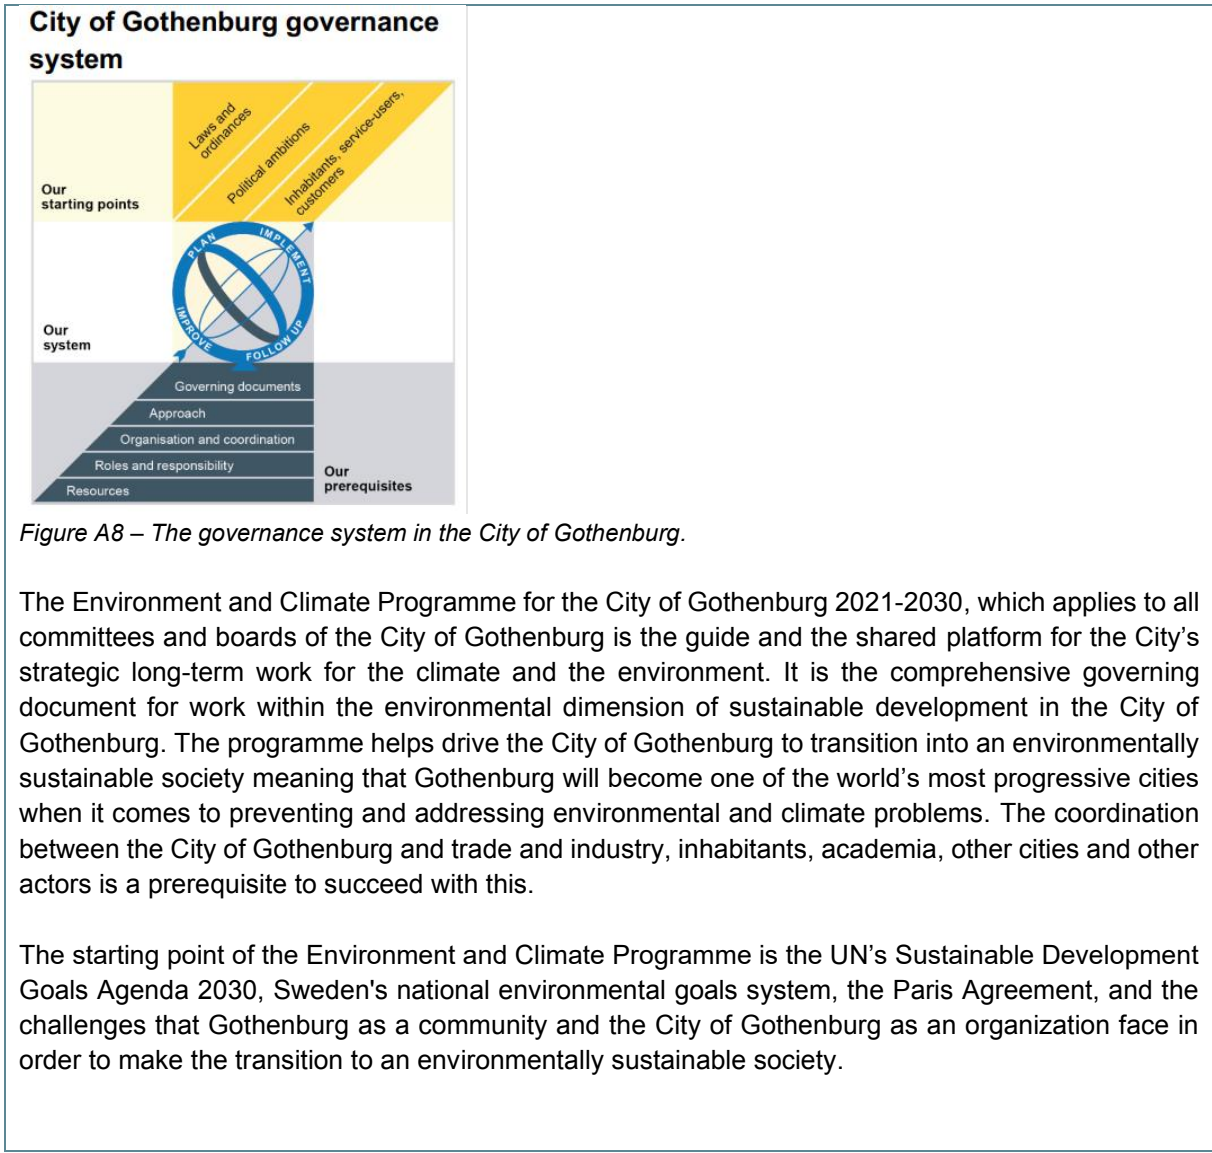 City of Gothenburg governance
system
Laws and
ordinances
Political ambitions
Inhabitants, service-users,
customers
Our
starting points
PLAN
IMPLEMENT
Our
system
IMPROVE
FOLLOW UP
Governing documents
Approach
Organisation and coordination
Roles and responsibility
Resources
Our
prerequisites
Figure A8 – The governance system in the City of Gothenburg.
The Environment and Climate Programme for the City of Gothenburg 2021-2030, which applies to all
committees and boards of the City of Gothenburg is the guide and the shared platform for the City’s
strategic long-term work for the climate and the environment. It is the comprehensive governing
document for work within the environmental dimension of sustainable development in the City of
Gothenburg. The programme helps drive the City of Gothenburg to transition into an environmentally
sustainable society meaning that Gothenburg will become one of the world’s most progressive cities
when it comes to preventing and addressing environmental and climate problems. The coordination
between the City of Gothenburg and trade and industry, inhabitants, academia, other cities and other
actors is a prerequisite to succeed with this.
The starting point of the Environment and Climate Programme is the UN’s Sustainable Development
Goals Agenda 2030, Sweden's national environmental goals system, the Paris Agreement, and the
challenges that Gothenburg as a community and the City of Gothenburg as an organization face in
order to make the transition to an environmentally sustainable society.